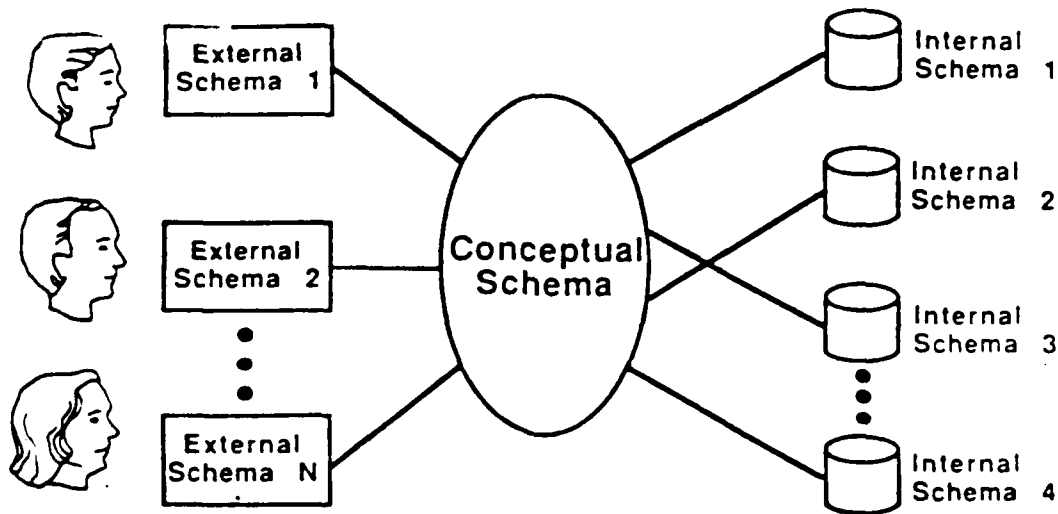 External
Schema 1
External
Schema 2
External
Schema N
Conceptual
Schema
Internal
Schema 1
Internal
Schema 2
Internal
Schema 3
Internal
Schema 4